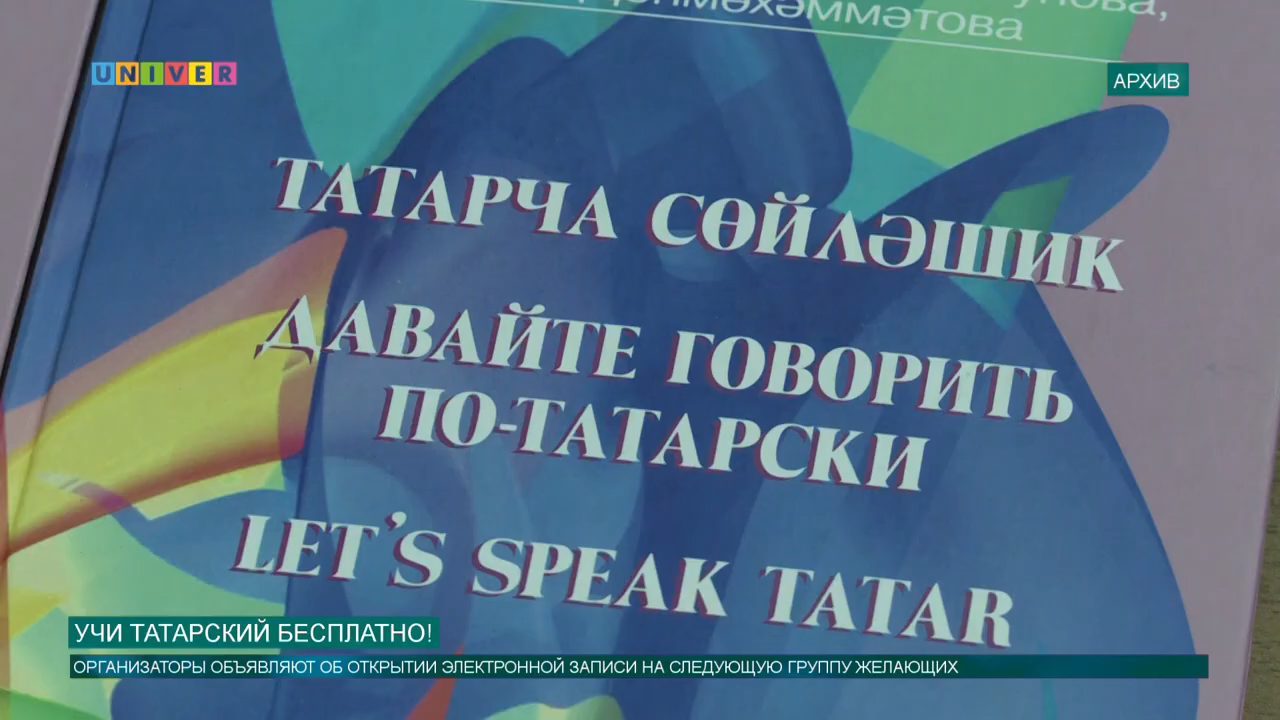 UNIVER
АРХИВ
ТАТАРЧА СӨЙЛӘШИК
ДАВАЙТЕ ГОВОРИТЬ
ПО-ТАТАРСКИ
LET'S SPEAK TATAR
УЧИ ТАТАРСКИЙ БЕСПЛАТНО!
ОРГАНИЗАТОРЫ ОБЪЯВЛЯЮТ ОБ ОТКРЫТИИ ЭЛЕКТРОННОЙ ЗАПИСИ НА СЛЕДУЮЩУЮ ГРУППУ ЖЕЛАЮЩИХ